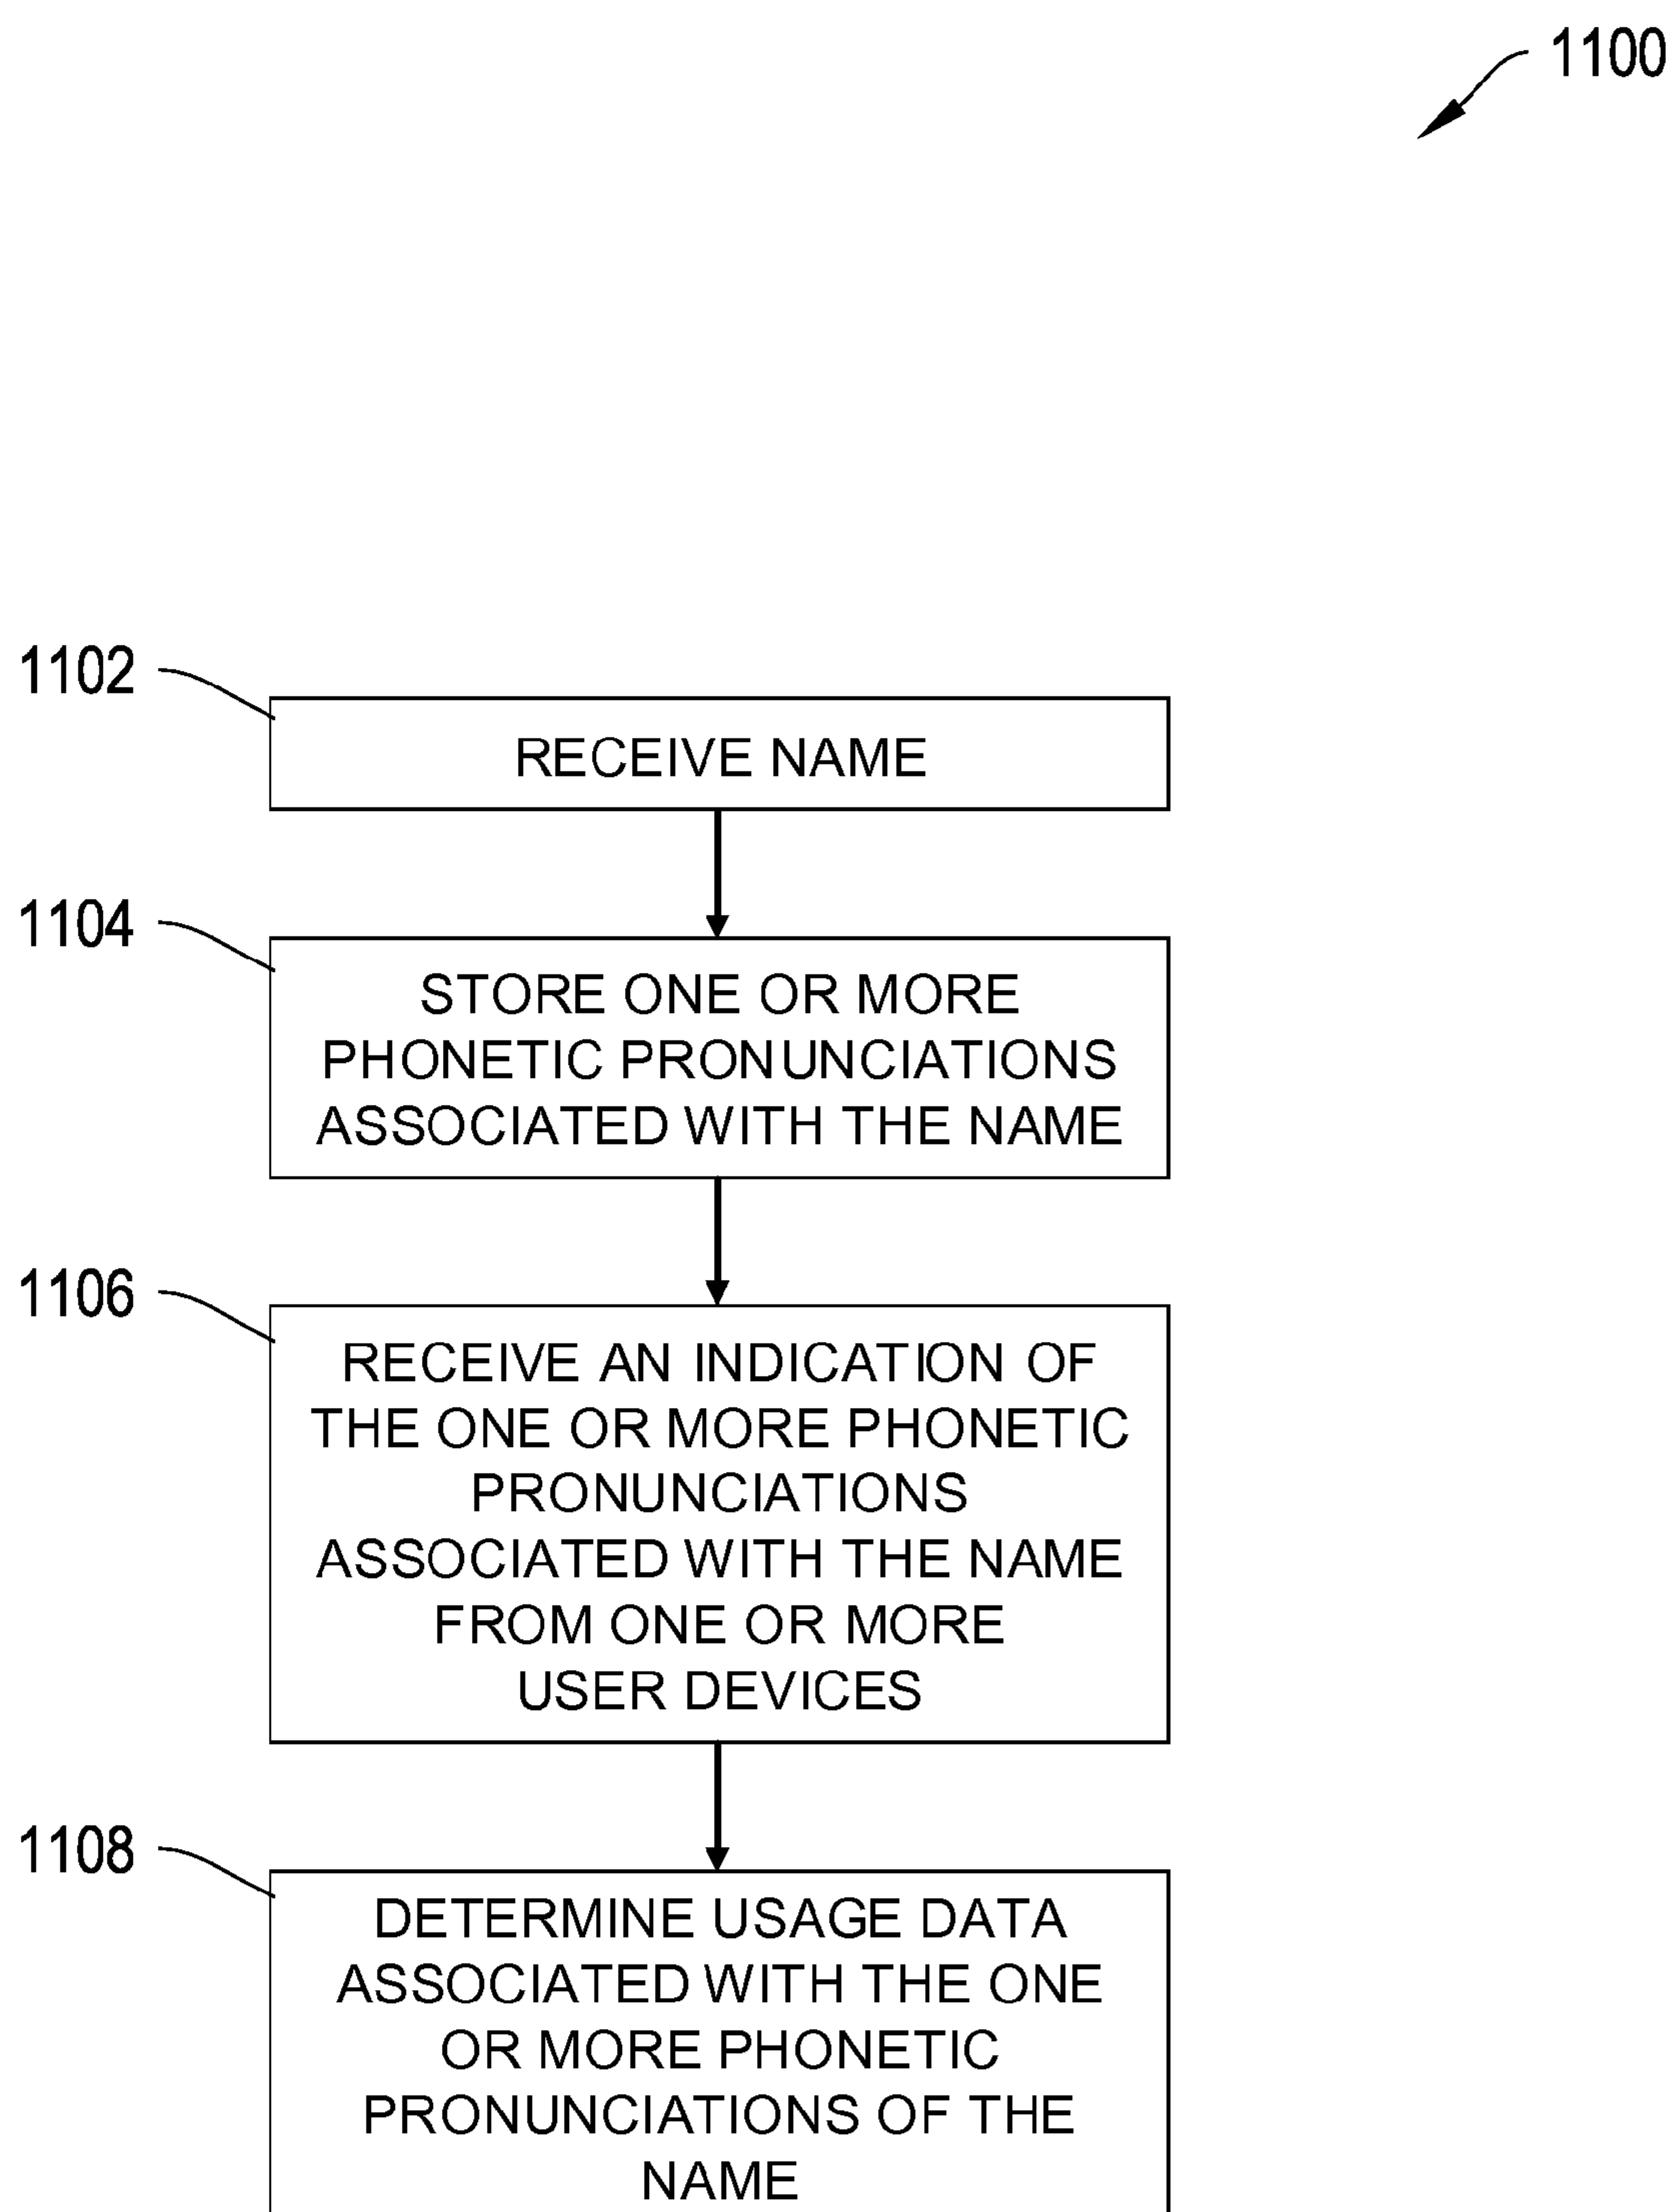 1100
1102
RECEIVE NAME
1104
STORE ONE OR MORE
PHONETIC PRONUNCIATIONS
ASSOCIATED WITH THE NAME
1106
RECEIVE AN INDICATION OF
THE ONE OR MORE PHONETIC
PRONUNCIATIONS
ASSOCIATED WITH THE NAME
FROM ONE OR MORE
USER DEVICES
1108
DETERMINE USAGE DATA
ASSOCIATED WITH THE ONE
OR MORE PHONETIC
PRONUNCIATIONS OF THE
NAME